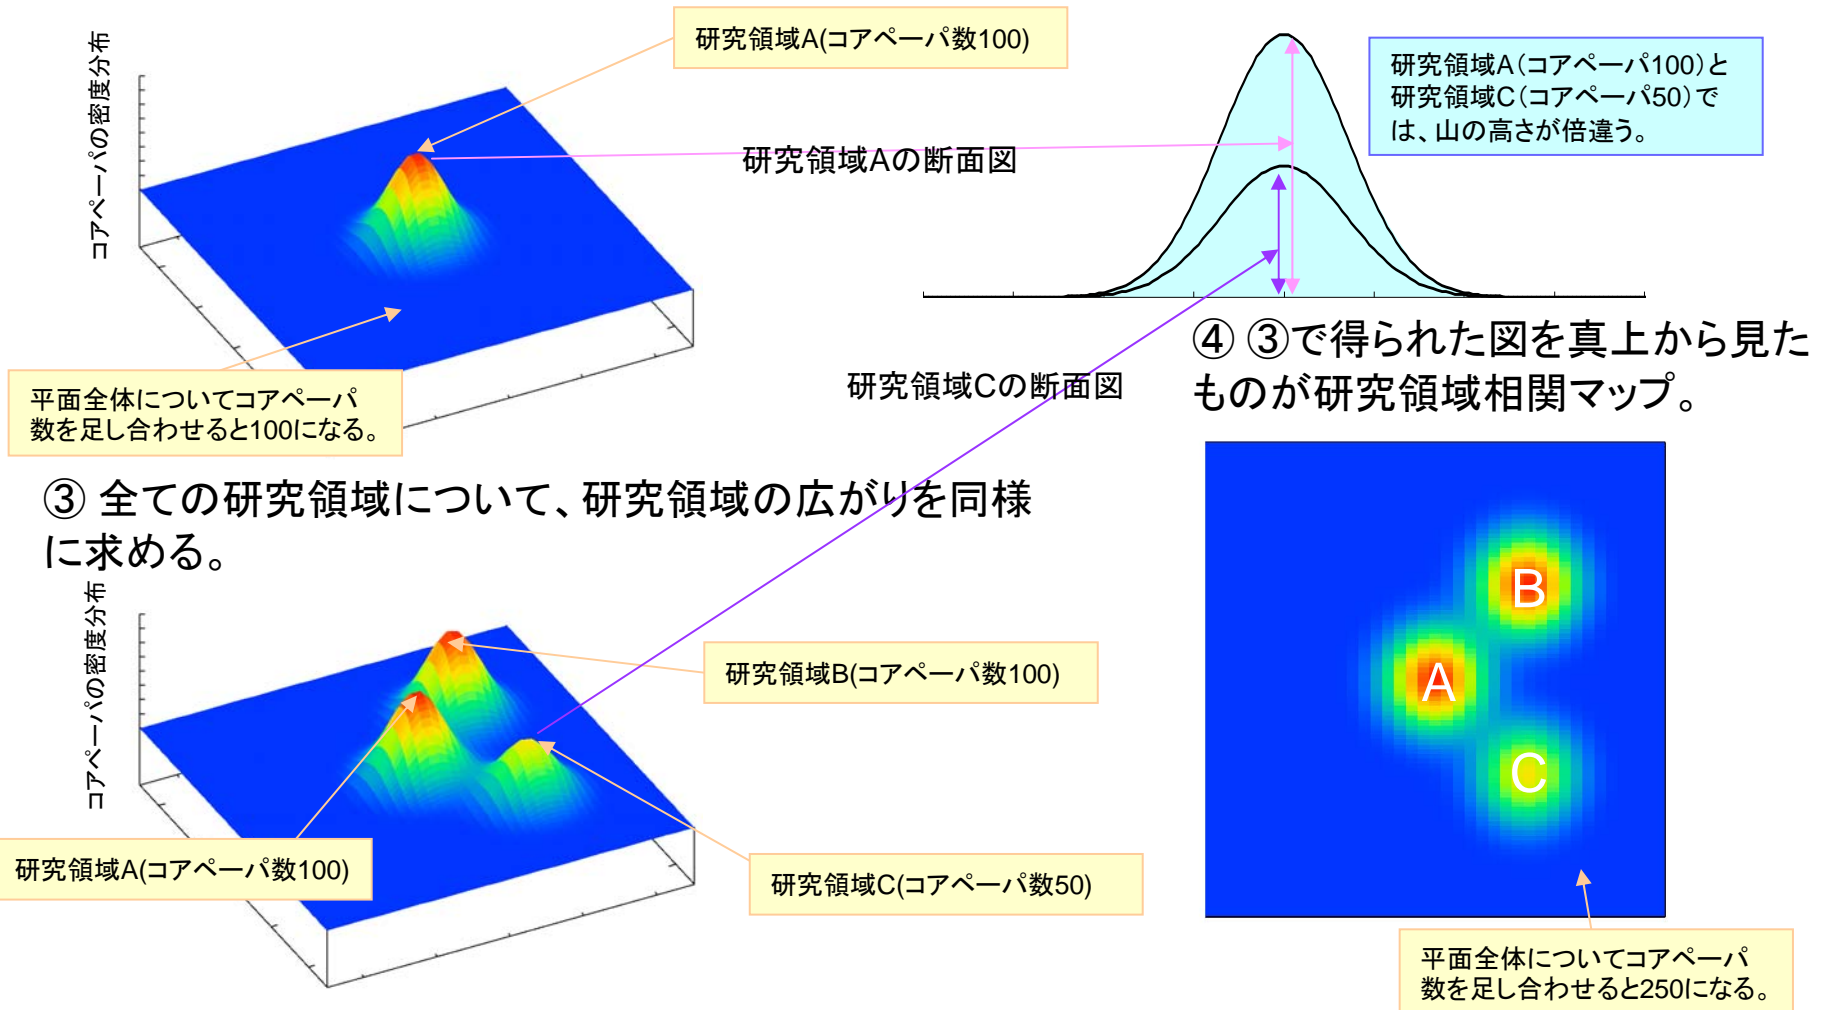 コアペーパの密度分布
研究領域A(コアペーパ数100)
研究領域Aの断面図
研究領域A(コアペーパ100)と
研究領域C(コアペーパ50)で
は、山の高さが倍違う。
平面全体についてコアペーパ
数を足し合わせると100になる。
研究領域Cの断面図
④ ③で得られた図を真上から見た
ものが研究領域相関マップ。
③ 全ての研究領域について、研究領域の広がりを同様
に求める。
コアペーパの密度分布
研究領域B(コアペーパ数100)
研究領域A(コアペーパ数100)
研究領域C(コアペーパ数50)
B
A
C
平面全体についてコアペーパ
数を足し合わせると250になる。